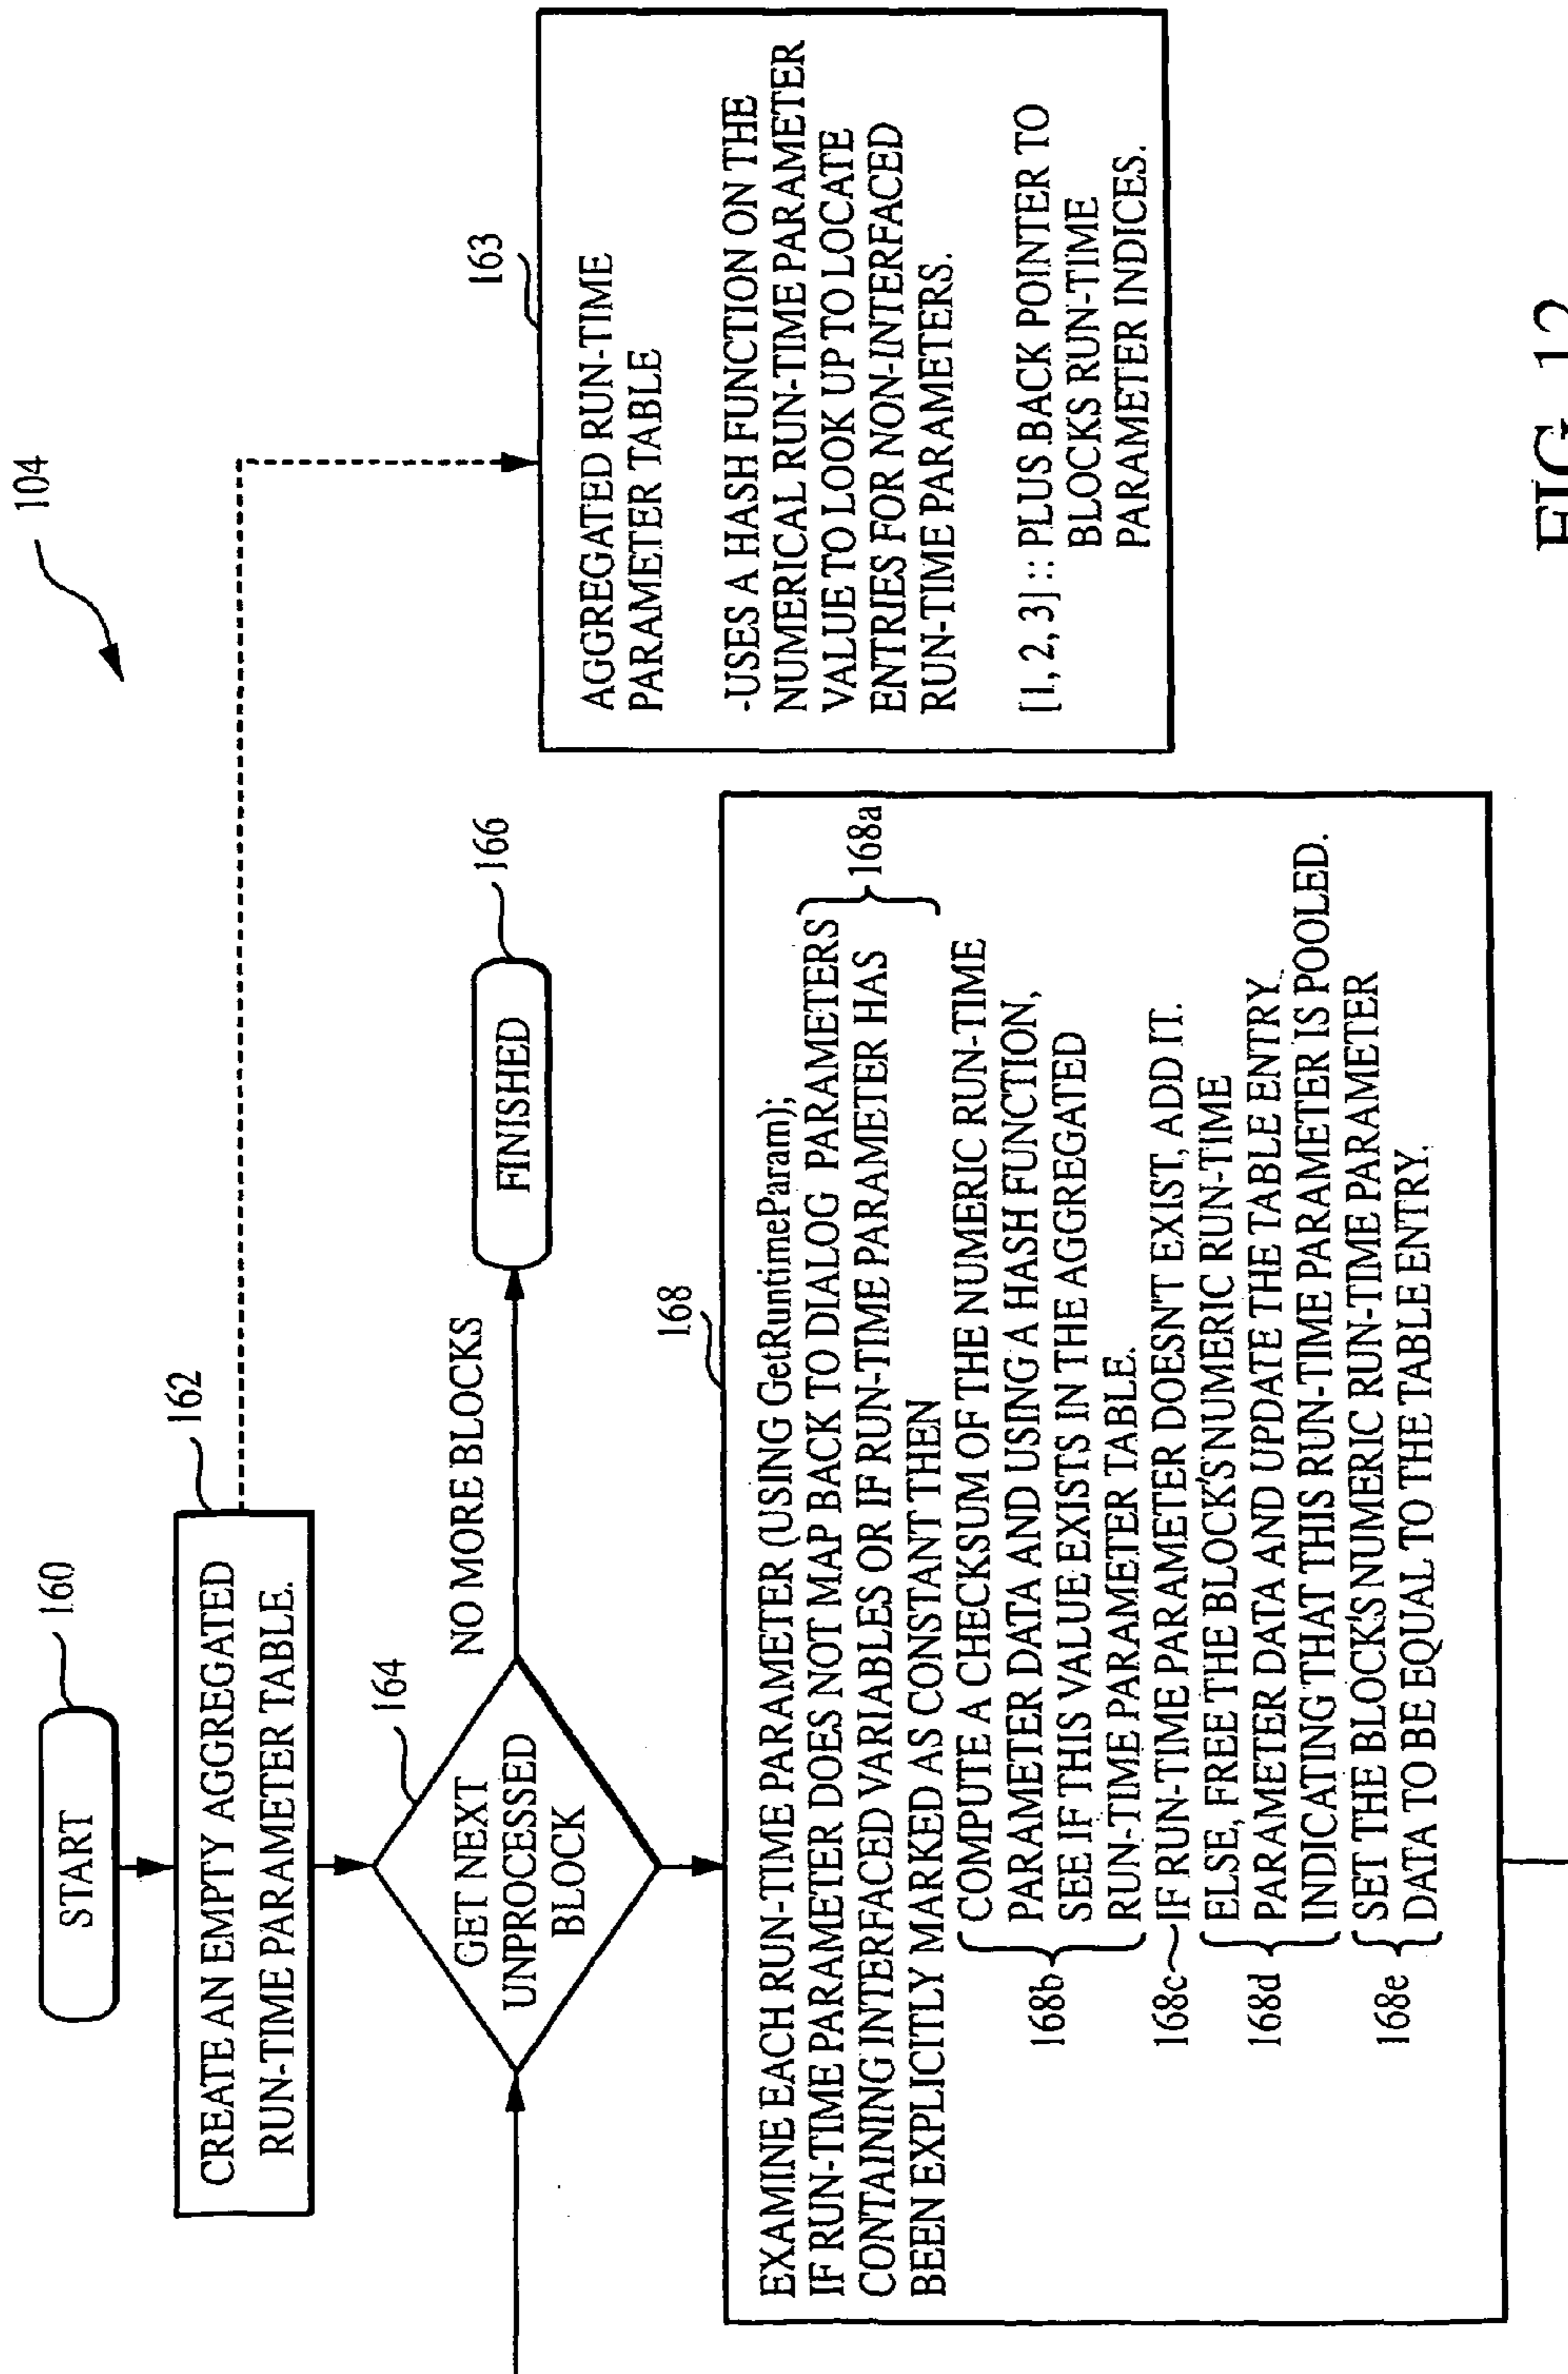 104
START
160
CREATE AN EMPTY AGGREGATED
RUN-TIME PARAMETER TABLE.
162
163
AGGREGATED RUN-TIME
PARAMETER TABLE
-USES A HASH FUNCTION ON THE
NUMERICAL RUN-TIME PARAMETER
VALUE TO LOOK UP TO LOCATE
ENTRIES FOR NON-INTERFACED
RUN-TIME PARAMETERS.
[1, 2, 3] :: PLUS BACK POINTER TO
BLOCKS RUN-TIME
PARAMETER INDICES.
164
GET NEXT
UNPROCESSED
BLOCK
NO MORE BLOCKS
FINISHED
166
168
EXAMINE EACH RUN-TIME PARAMETER (USING GetRuntimeParam);
IF RUN-TIME PARAMETER DOES NOT MAP BACK TO DIALOG PARAMETERS
CONTAINING INTERFACED VARIABLES OR IF RUN-TIME PARAMETER HAS
BEEN EXPLICITLY MARKED AS CONSTANT THEN
168a
COMPUTE A CHECKSUM OF THE NUMERIC RUN-TIME
PARAMETER DATA AND USING A HASH FUNCTION,
SEE IF THIS VALUE EXISTS IN THE AGGREGATED
RUN-TIME PARAMETER TABLE.
168b
168c
IF RUN-TIME PARAMETER DOESN'T EXIST, ADD IT.
ELSE, FREE THE BLOCK'S NUMERIC RUN-TIME
PARAMETER DATA AND UPDATE THE TABLE ENTRY
INDICATING THAT THIS RUN-TIME PARAMETER IS POOLED.
168d
SET THE BLOCK'S NUMERIC RUN-TIME PARAMETER
DATA TO BE EQUAL TO THE TABLE ENTRY.
168e
FIG. 12